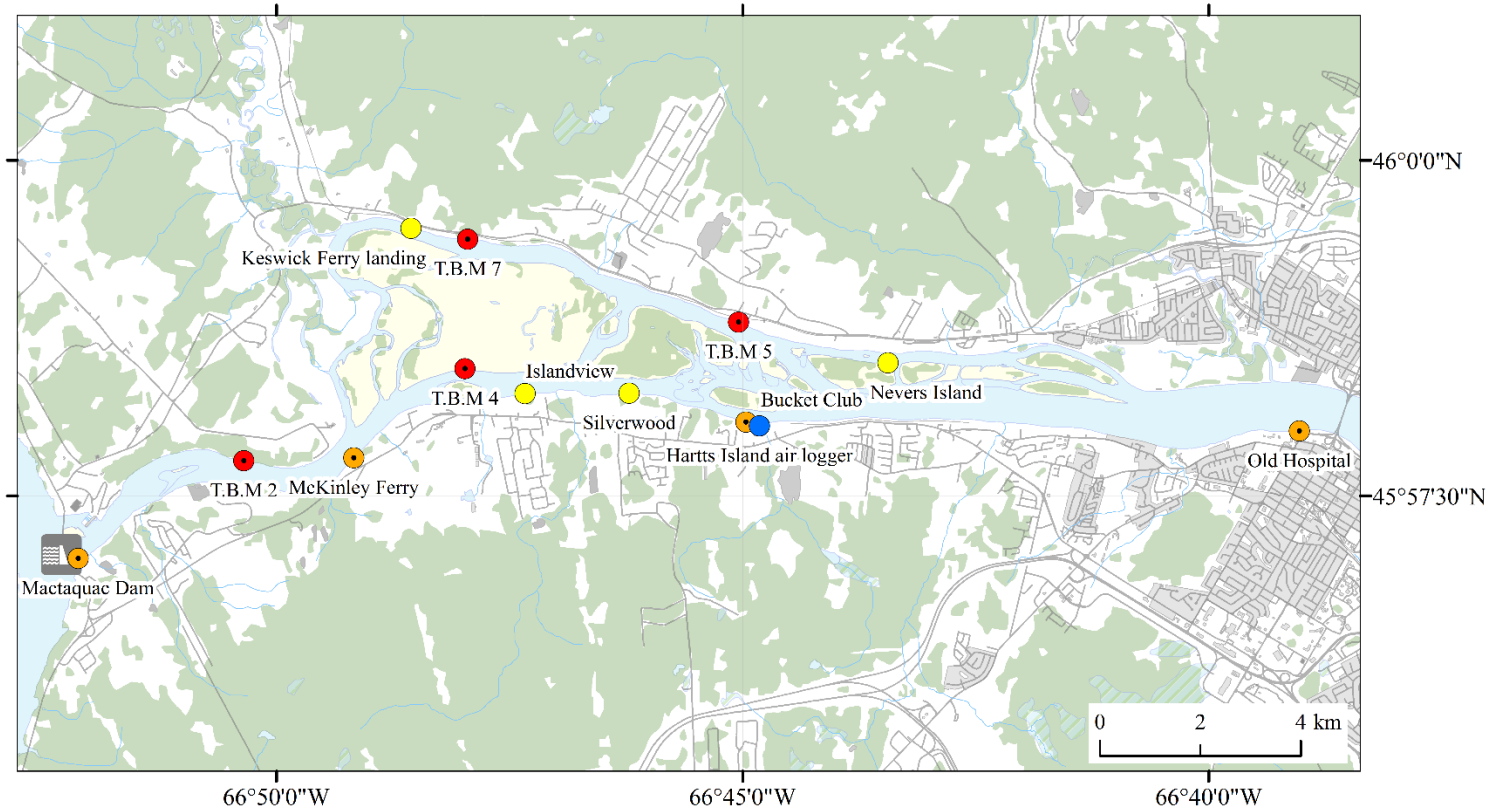 46°0'0"N
Keswick Ferry landing
T.B.M 7
T.B.M 5
Islandview
T.B.M 4
Nevers Island
Bucket Club
Silverwood
Hartts Island air logger
Old Hospital
McKinley Ferry
T.B.M 2
45°57'30"N
Mactaquac Dam
0 2 4 km
66°50'0"W 66°45'0"W 66°40'0"W